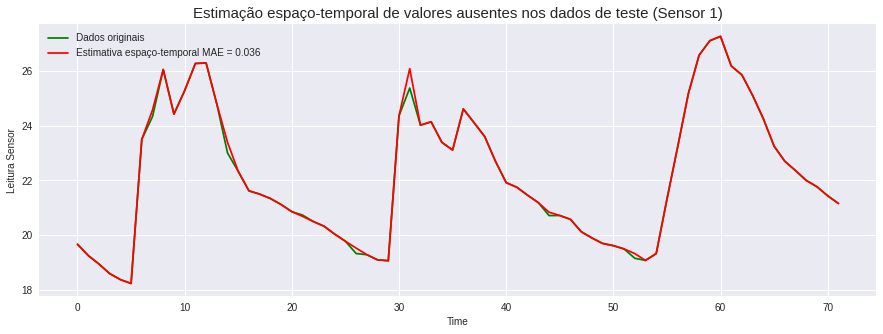 Estimação espaço-temporal de valores ausentes nos dados de teste (Sensor 1)
Dados originais
Estimativa espaço-temporal MAE = 0.036
Leitura Sensor
26
24
22
20
18
0 10 20 30 40 50 60 70
Time